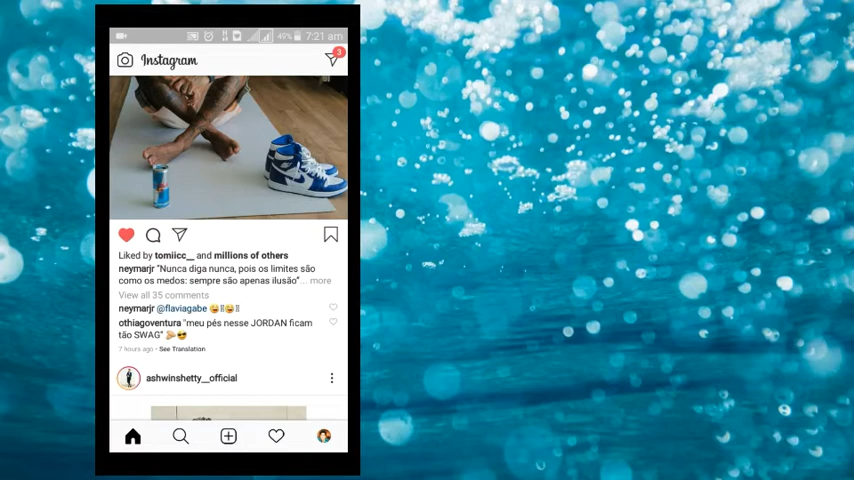 49% 7:21 am
Instagram
3
Liked by tomiicc__ and millions of others
neymarjr “Nunca diga nunca, pois os limites são
como os medos: sempre são apenas ilusão”... more
View all 35 comments
neymarjr @flaviagabe 😂‼️😂‼️
othiagoventura "meu pés nesse JORDAN ficam
tão SWAG" 🎉😎
7 hours ago • See Translation
ashwinshetty__official